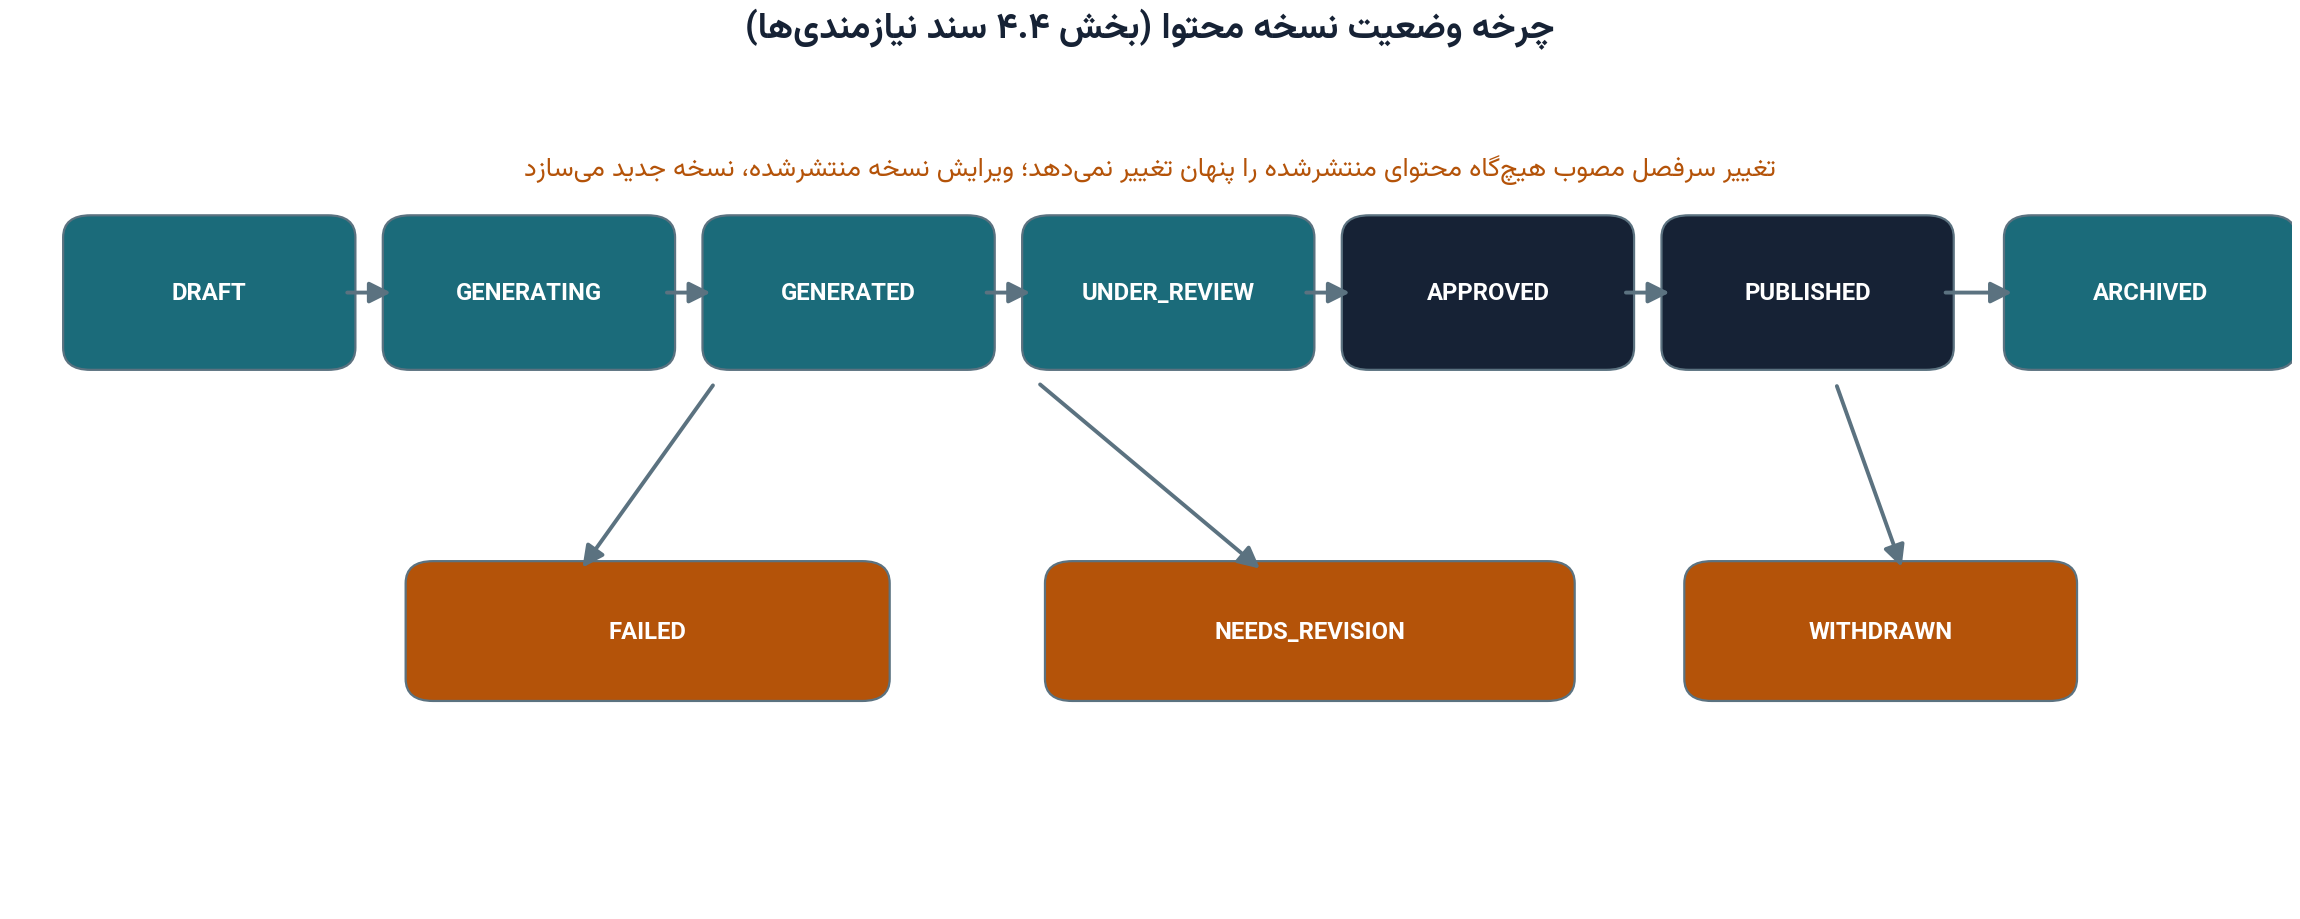 چرخه وضعیت نسخه محتوا (بخش ۴.۴ سند نیازمندی‌ها)
تغییر سرفصل مصوب هیچ‌گاه محتوای منتشرشده را پنهان تغییر نمی‌دهد؛ ویرایش نسخه منتشرشده، نسخه جدید می‌سازد
DRAFT
GENERATING
GENERATED
UNDER_REVIEW
APPROVED
PUBLISHED
ARCHIVED
FAILED
NEEDS_REVISION
WITHDRAWN